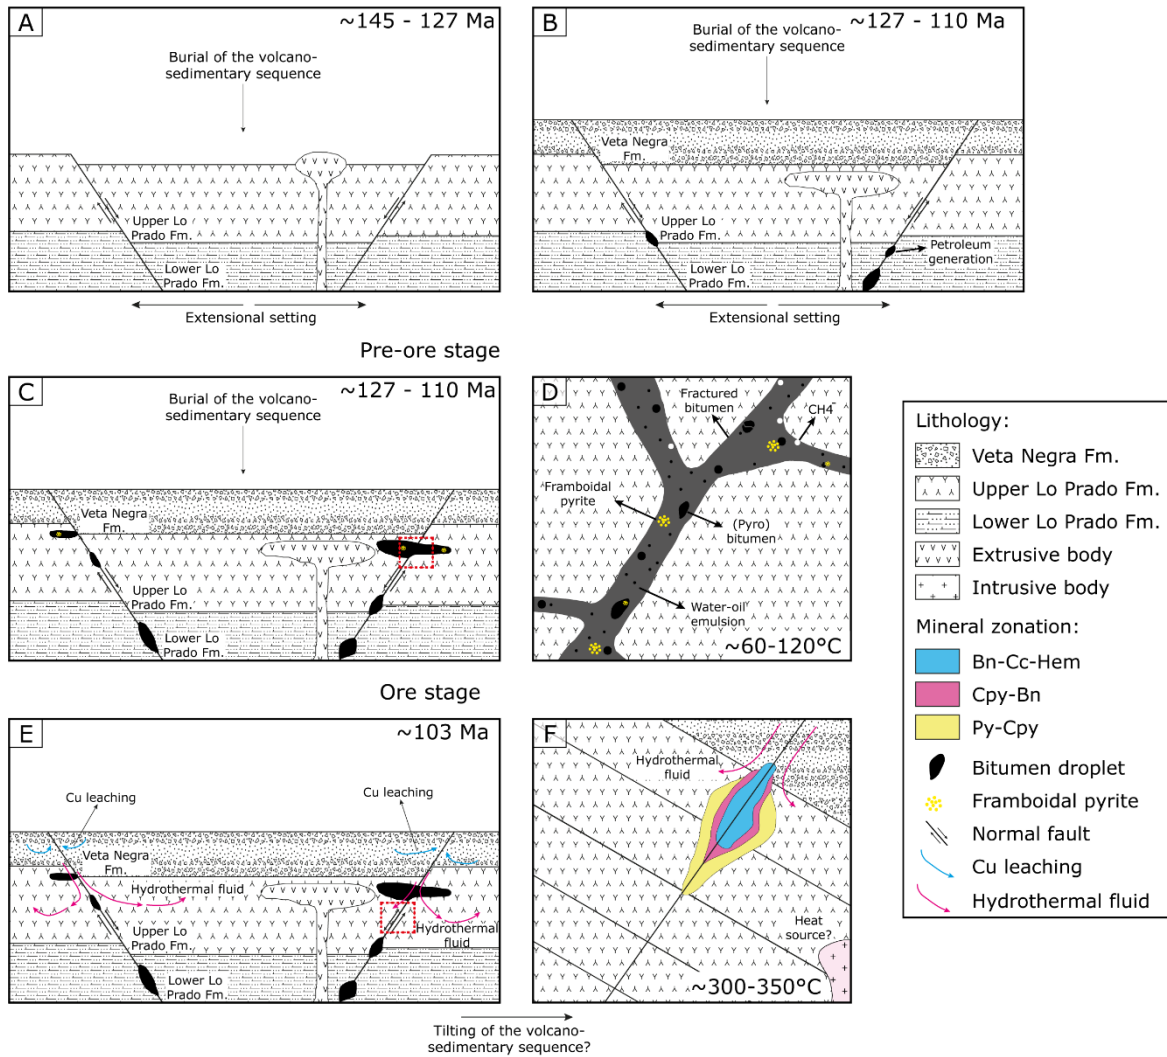 A
~145 - 127 Ma
Burial of the volcano-
sedimentary sequence
Upper Lo
Prado Fm.
Lower Lo
Prado Fm.
Extensional setting
B
~127 - 110 Ma
Burial of the volcano-
sedimentary sequence
Veta Negra
Fm.
Upper Lo
Prado Fm.
Petroleum
generation
Lower Lo
Prado Fm.
Extensional setting
Pre-ore stage
C
~127 - 110 Ma
Burial of the volcano-
sedimentary sequence
Veta Negra
Fm.
Upper Lo
Prado Fm.
Lower Lo
Prado Fm.
D
Fractured
bitumen
CH4-
Framboidal
pyrite
(Pyro)
bitumen
Water-oil
emulsion
~60-120°C
Ore stage
E
~103 Ma
Cu leaching
Cu leaching
Veta Negra
Fm.
Hydrothermal fluid
Upper Lo
Prado Fm.
Hydrothermal
fluid
Lower Lo
Prado Fm.
F
Hydrothermal
fluid
Heat
source?
~300-350°C
Tilting of the volcano-
sedimentary sequence?
Lithology:
Veta Negra Fm.
Upper Lo Prado Fm.
Lower Lo Prado Fm.
Extrusive body
Intrusive body
Mineral zonation:
Bn-Cc-Hem
Cpy-Bn
Py-Cpy
Bitumen droplet
Framboidal pyrite
Normal fault
Cu leaching
Hydrothermal fluid